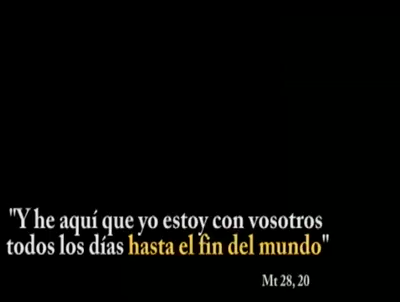 "Y he aquí que yo estoy con vosotros
todos los días hasta el fin del mundo"
Mt 28, 20